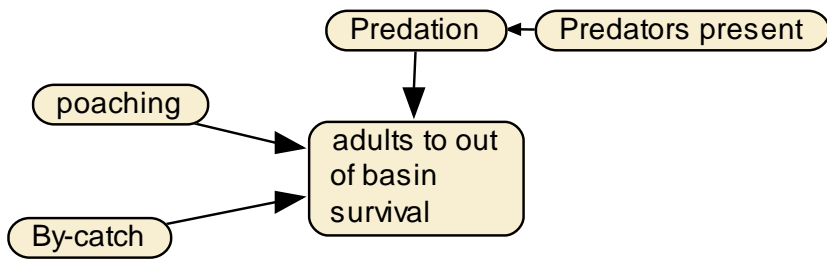 Predation
Predators present
poaching
adults to out
of basin
survival
By-catch